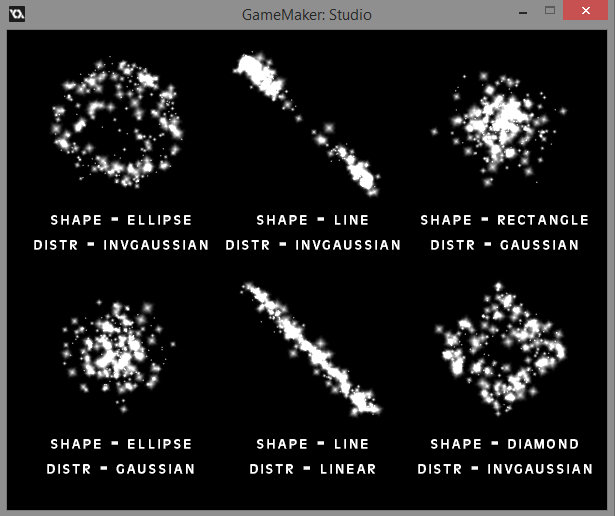 GameMaker: Studio
SHAPE - ELLIPSE
DISTR - INVGAUSSIAN
SHAPE - LINE
DISTR - INVGAUSSIAN
SHAPE - RECTANGLE
DISTR - GAUSSIAN
SHAPE - ELLIPSE
DISTR - GAUSSIAN
SHAPE - LINE
DISTR - LINEAR
SHAPE - DIAMOND
DISTR - INVGAUSSIAN